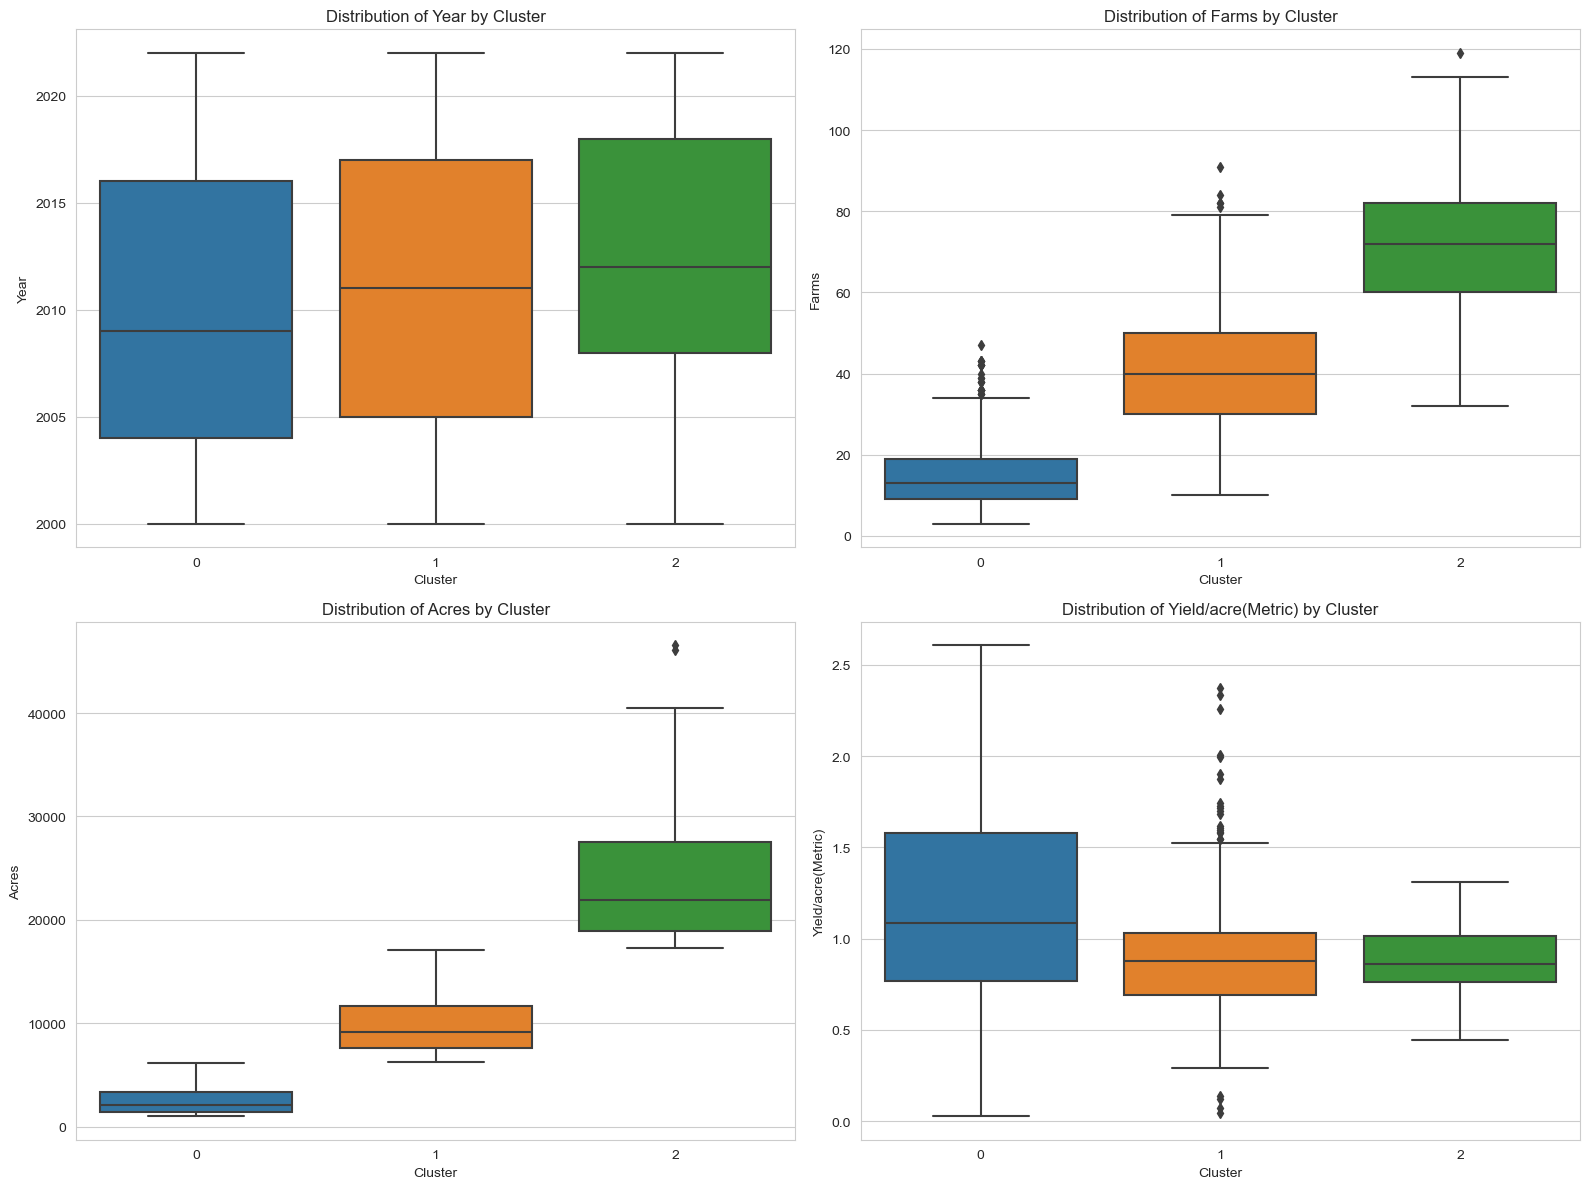 Distribution of Year by Cluster
2020
2015
2010
2005
2000
Year
0 1 2
Cluster
Distribution of Farms by Cluster
120
100
80
60
40
20
0
Farms
0 1 2
Cluster
Distribution of Acres by Cluster
40000
30000
20000
10000
0
Acres
0 1 2
Cluster
Distribution of Yield/acre(Metric) by Cluster
2.5
2.0
1.5
1.0
0.5
0.0
Yield/acre(Metric)
0 1 2
Cluster